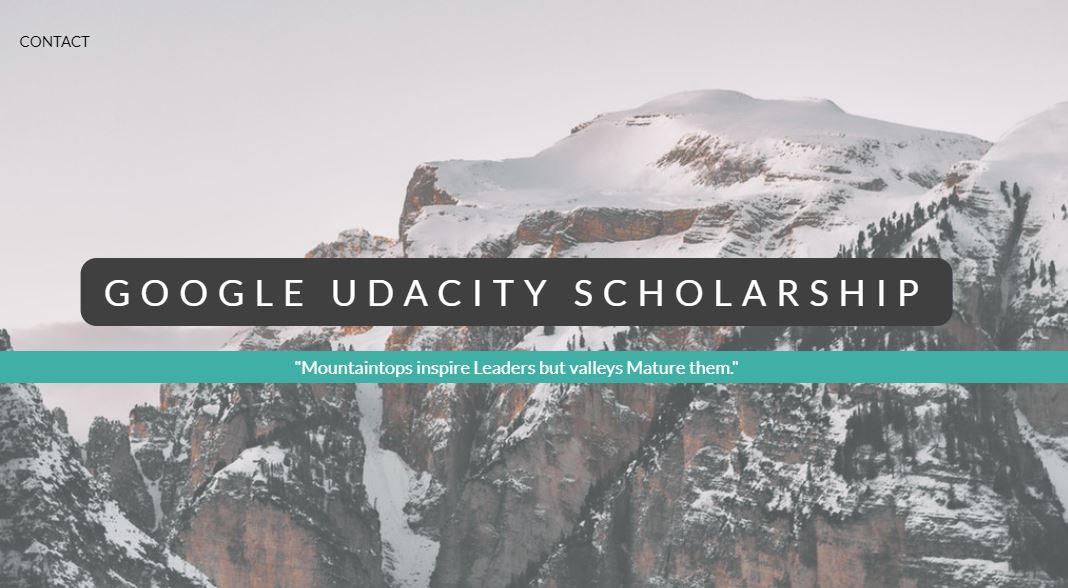 CONTACT
GOOGLE UDACITY SCHOLARSHIP
"Mountaintops inspire Leaders but valleys Mature them."